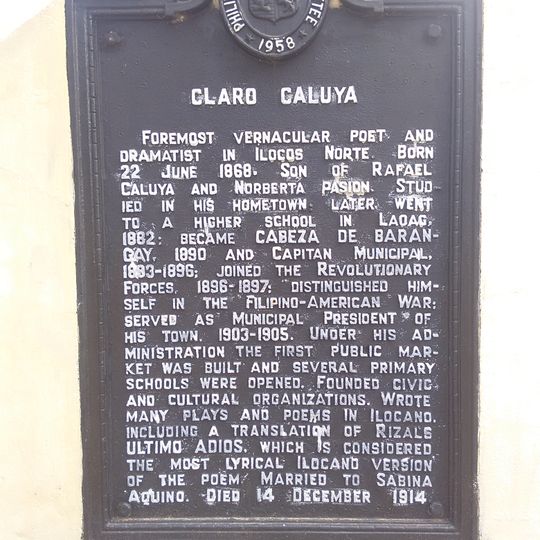 PHIL
TTEE
1958
CLARO CALUYA
FOREMOST VERNACULAR POET AND
DRAMATIST IN ILOCOS NORTE. BORN
22 JUNE 1868. SON OF RAFAEL
CALUYA AND NORBERTA PASION. STUD
IED IN HIS HOMETOWN. LATER WENT
TO A HIGHER SCHOOL IN LAOAG,
1882; BECAME CABEZA DE BARAN-
GAY, 1890 AND CAPITAN MUNICIPAL,
1893-1896; JOINED THE REVOLUTIONARY
FORCES, 1896-1897; DISTINGUISHED HIM-
SELF IN THE FILIPINO-AMERICAN WAR;
SERVED AS MUNICIPAL PRESIDENT OF
HIS TOWN, 1903-1905. UNDER HIS AD-
MINISTRATION THE FIRST PUBLIC MAR-
KET WAS BUILT AND SEVERAL PRIMARY
SCHOOLS WERE OPENED. FOUNDED CIVIC
AND CULTURAL ORGANIZATIONS. WROTE
MANY PLAYS AND POEMS IN ILOCANO,
INCLUDING A TRANSLATION OF RIZAL'S
ULTIMO ADIOS, WHICH IS CONSIDERED
THE MOST LYRICAL ILOCANO VERSION
OF THE POEM. MARRIED TO SABINA
AQUINO. DIED 14 DECEMBER 1914